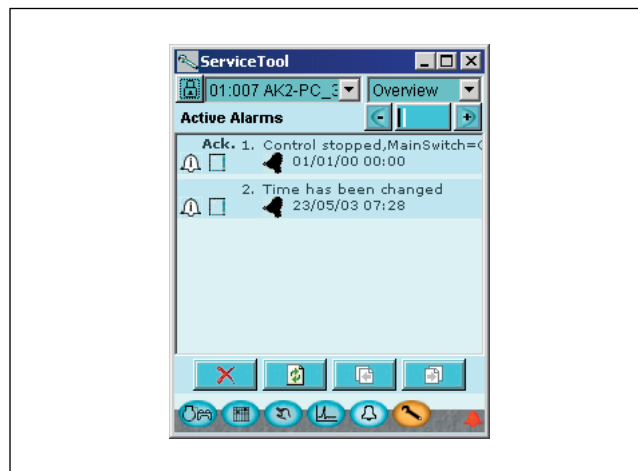 ServiceTool
01:007 AK2-PC_3 Overview
Active Alarms
Ack. 1. Control stopped,MainSwitch=
01/01/00 00:00
2. Time has been changed
23/05/03 07:28